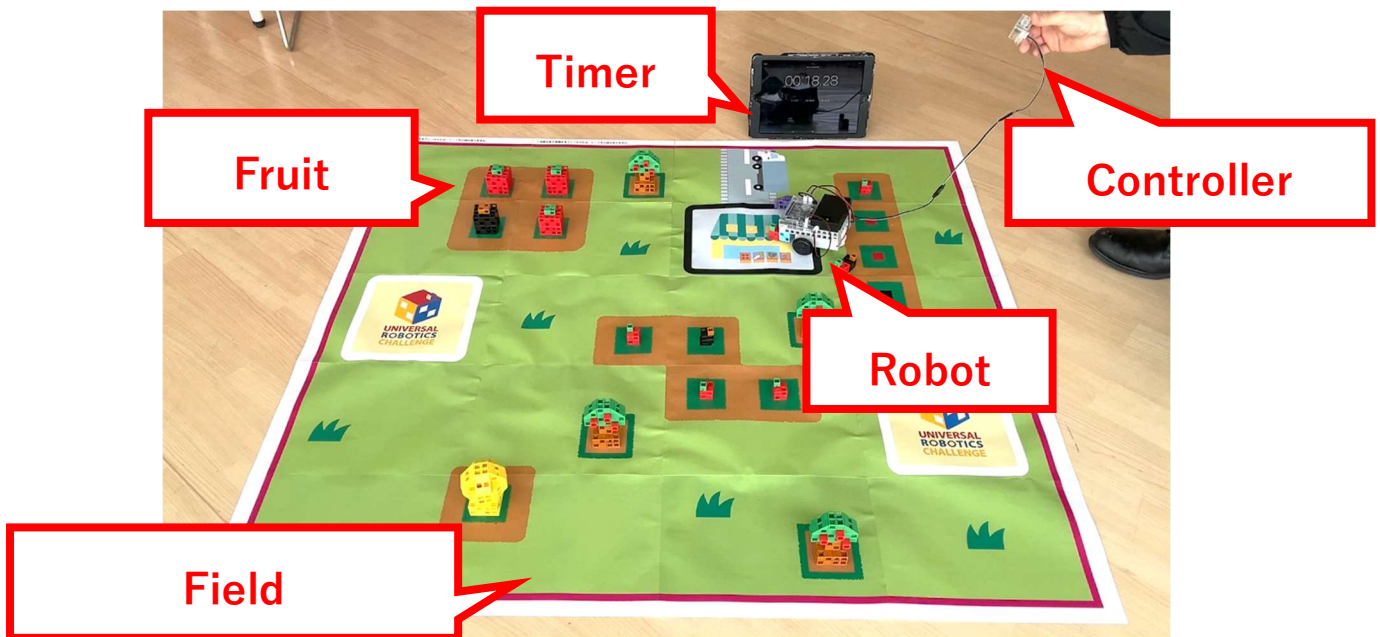 Timer
00:18.28
Fruit
Controller
UNIVERSAL
ROBOTICS
CHALLENGE
Robot
UNIVERSAL
ROBOTICS
CHALLENGE
Field